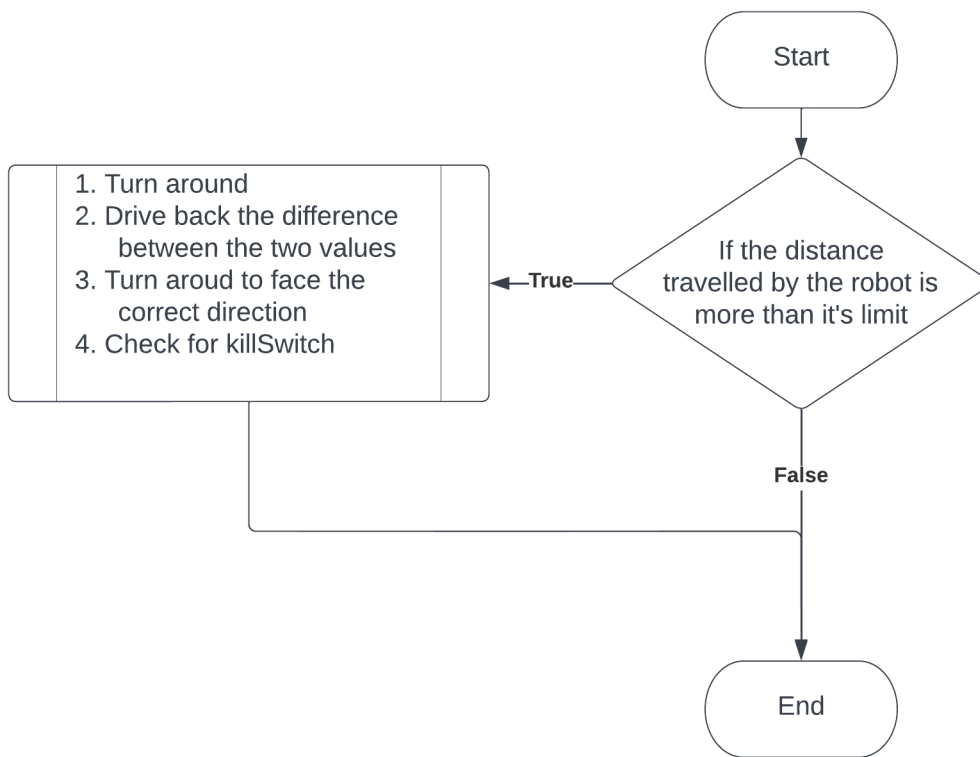 Start
If the distance
travelled by the robot is
more than it's limit
True
1. Turn around
2. Drive back the difference
between the two values
3. Turn aroud to face the
correct direction
4. Check for killSwitch
False
End